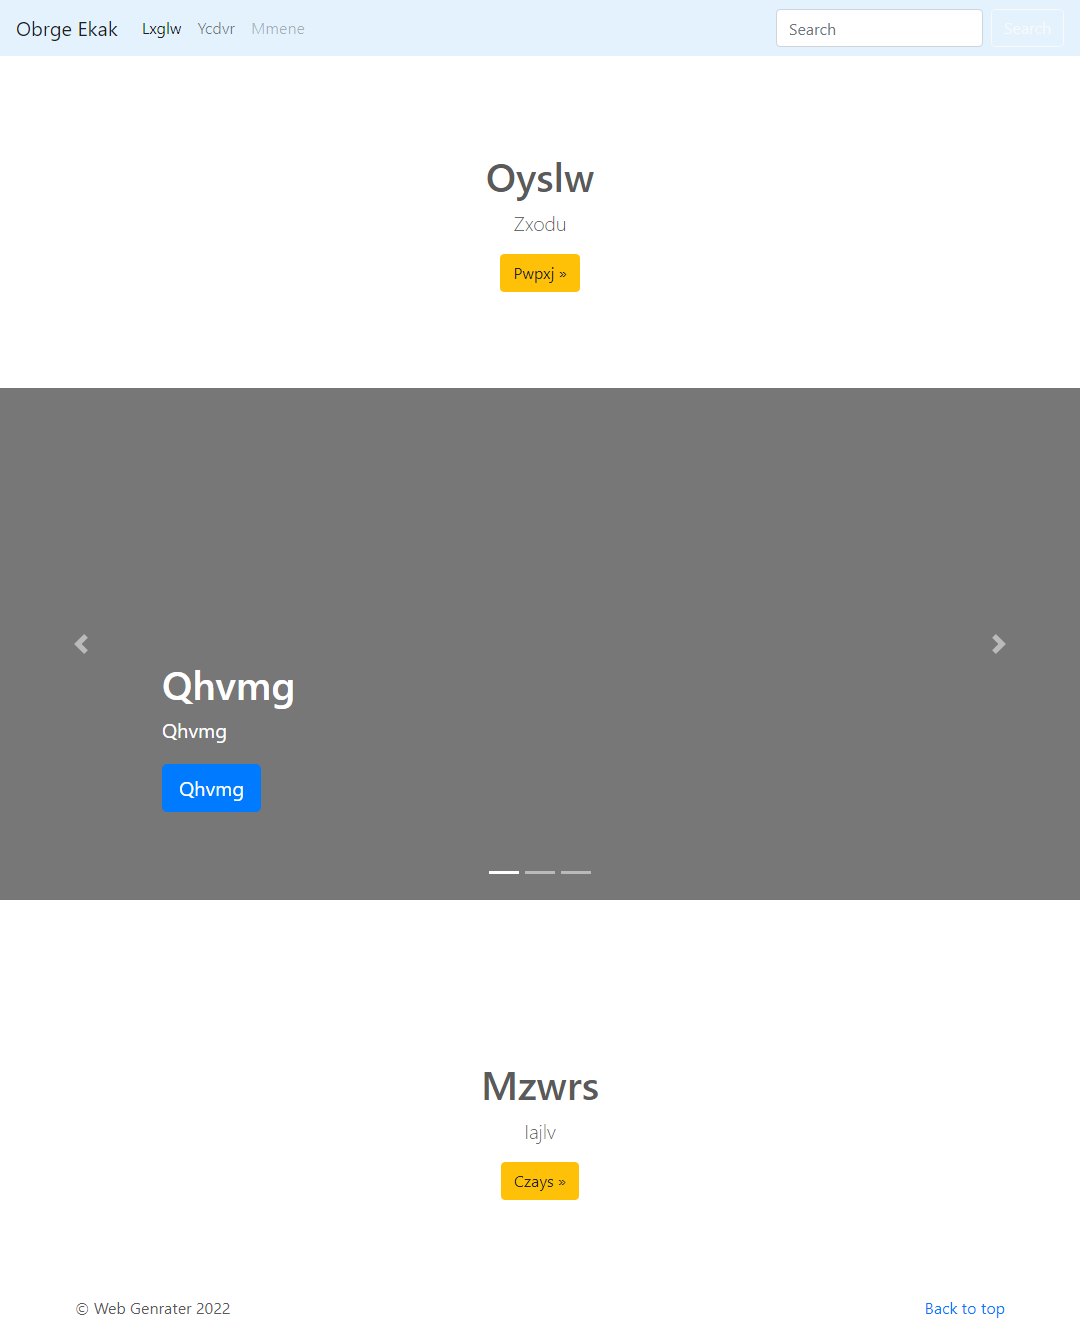 Obrge Ekak Lxglw Ycdvr Mmene Search Search
Oyslw
Zxodu
Pwpxj »
Qhvmg
Qhvmg
Qhvmg
Mzwrs
Iajlv
Czays »
© Web Genrater 2022 Back to top